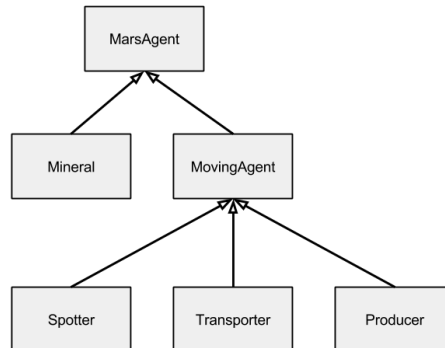 MarsAgent
Mineral
MovingAgent
Spotter
Transporter
Producer